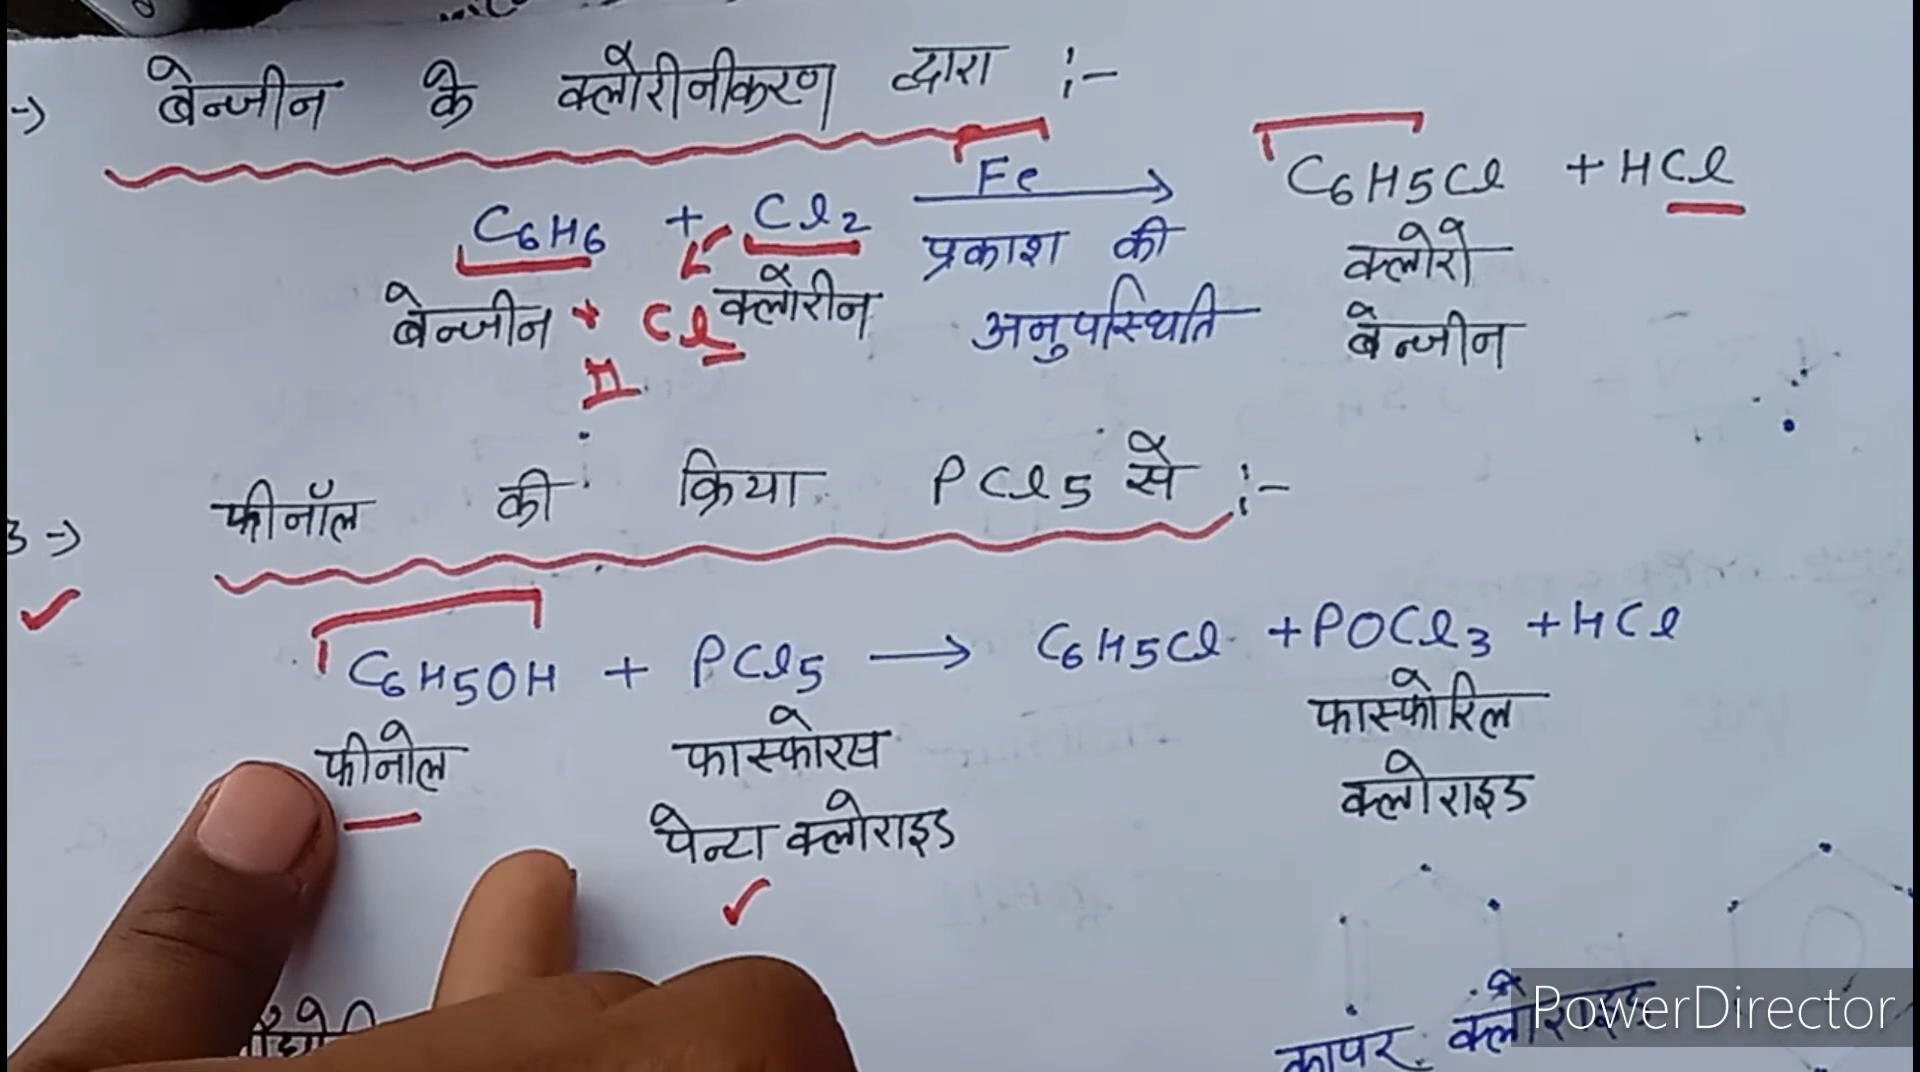 -> बेन्जीन के क्लोरीनीकरण द्वारा :-
C6H6 + Cl2 Fe C6H5Cl + HCl
बेन्जीन + Cl क्लोरीन प्रकाश की अनुपस्थिति क्लोरो बेन्जीन
3 -> फीनॉल की क्रिया PCl5 से :-
C6H5OH + PCl5 → C6H5Cl + POCl3 + HCl
फीनोल फास्फोरस पेन्टा क्लोराइड फास्फोरिल क्लोराइड
कापर क्लोराइड
PowerDirector